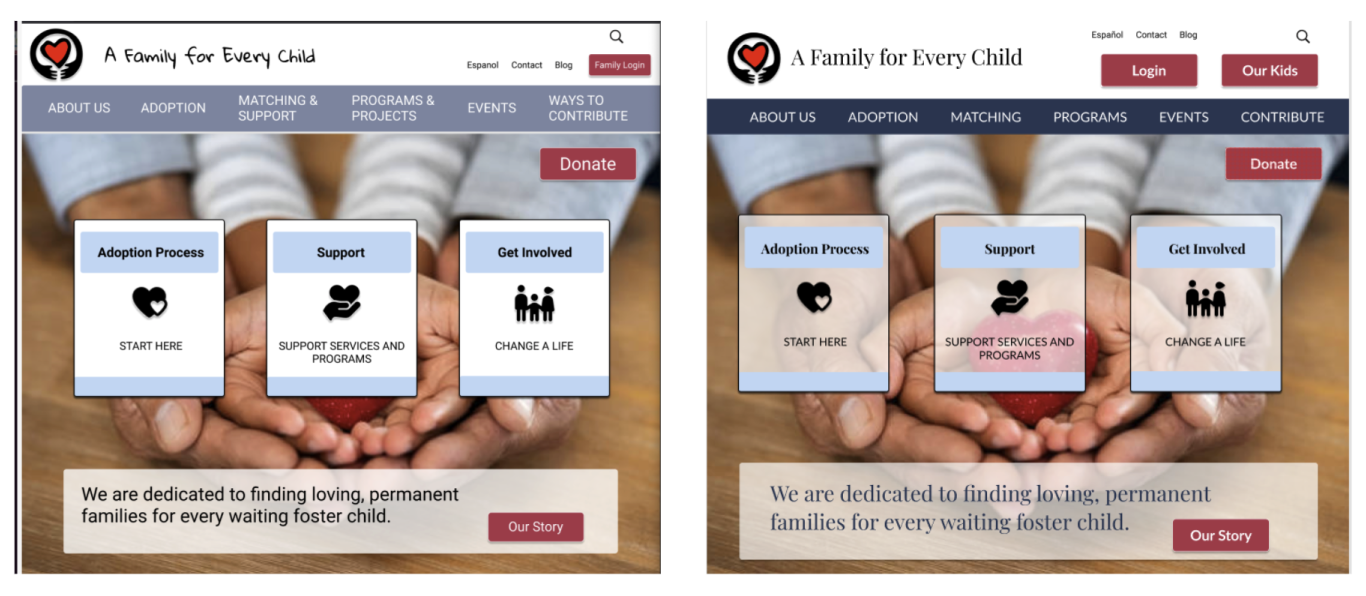 A Family for Every Child
Espanol Contact Blog Family Login
ABOUT US ADOPTION MATCHING & SUPPORT PROGRAMS & PROJECTS EVENTS WAYS TO CONTRIBUTE
Donate
Adoption Process
START HERE
Support
SUPPORT SERVICES AND
PROGRAMS
Get Involved
CHANGE A LIFE
We are dedicated to finding loving, permanent
families for every waiting foster child.
Our Story
A Family for Every Child
Español Contact Blog
Login Our Kids
ABOUT US ADOPTION MATCHING PROGRAMS EVENTS CONTRIBUTE
Donate
Adoption Process
START HERE
Support
SUPPORT SERVICES AND
PROGRAMS
Get Involved
CHANGE A LIFE
We are dedicated to finding loving, permanent
families for every waiting foster child.
Our Story